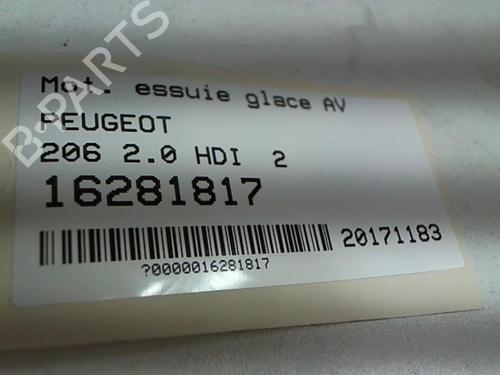 Mot. essuie glace AV
PEUGEOT
206 2.0 HDI 2
16281817
20171183
?0000016281817
B-PARTS